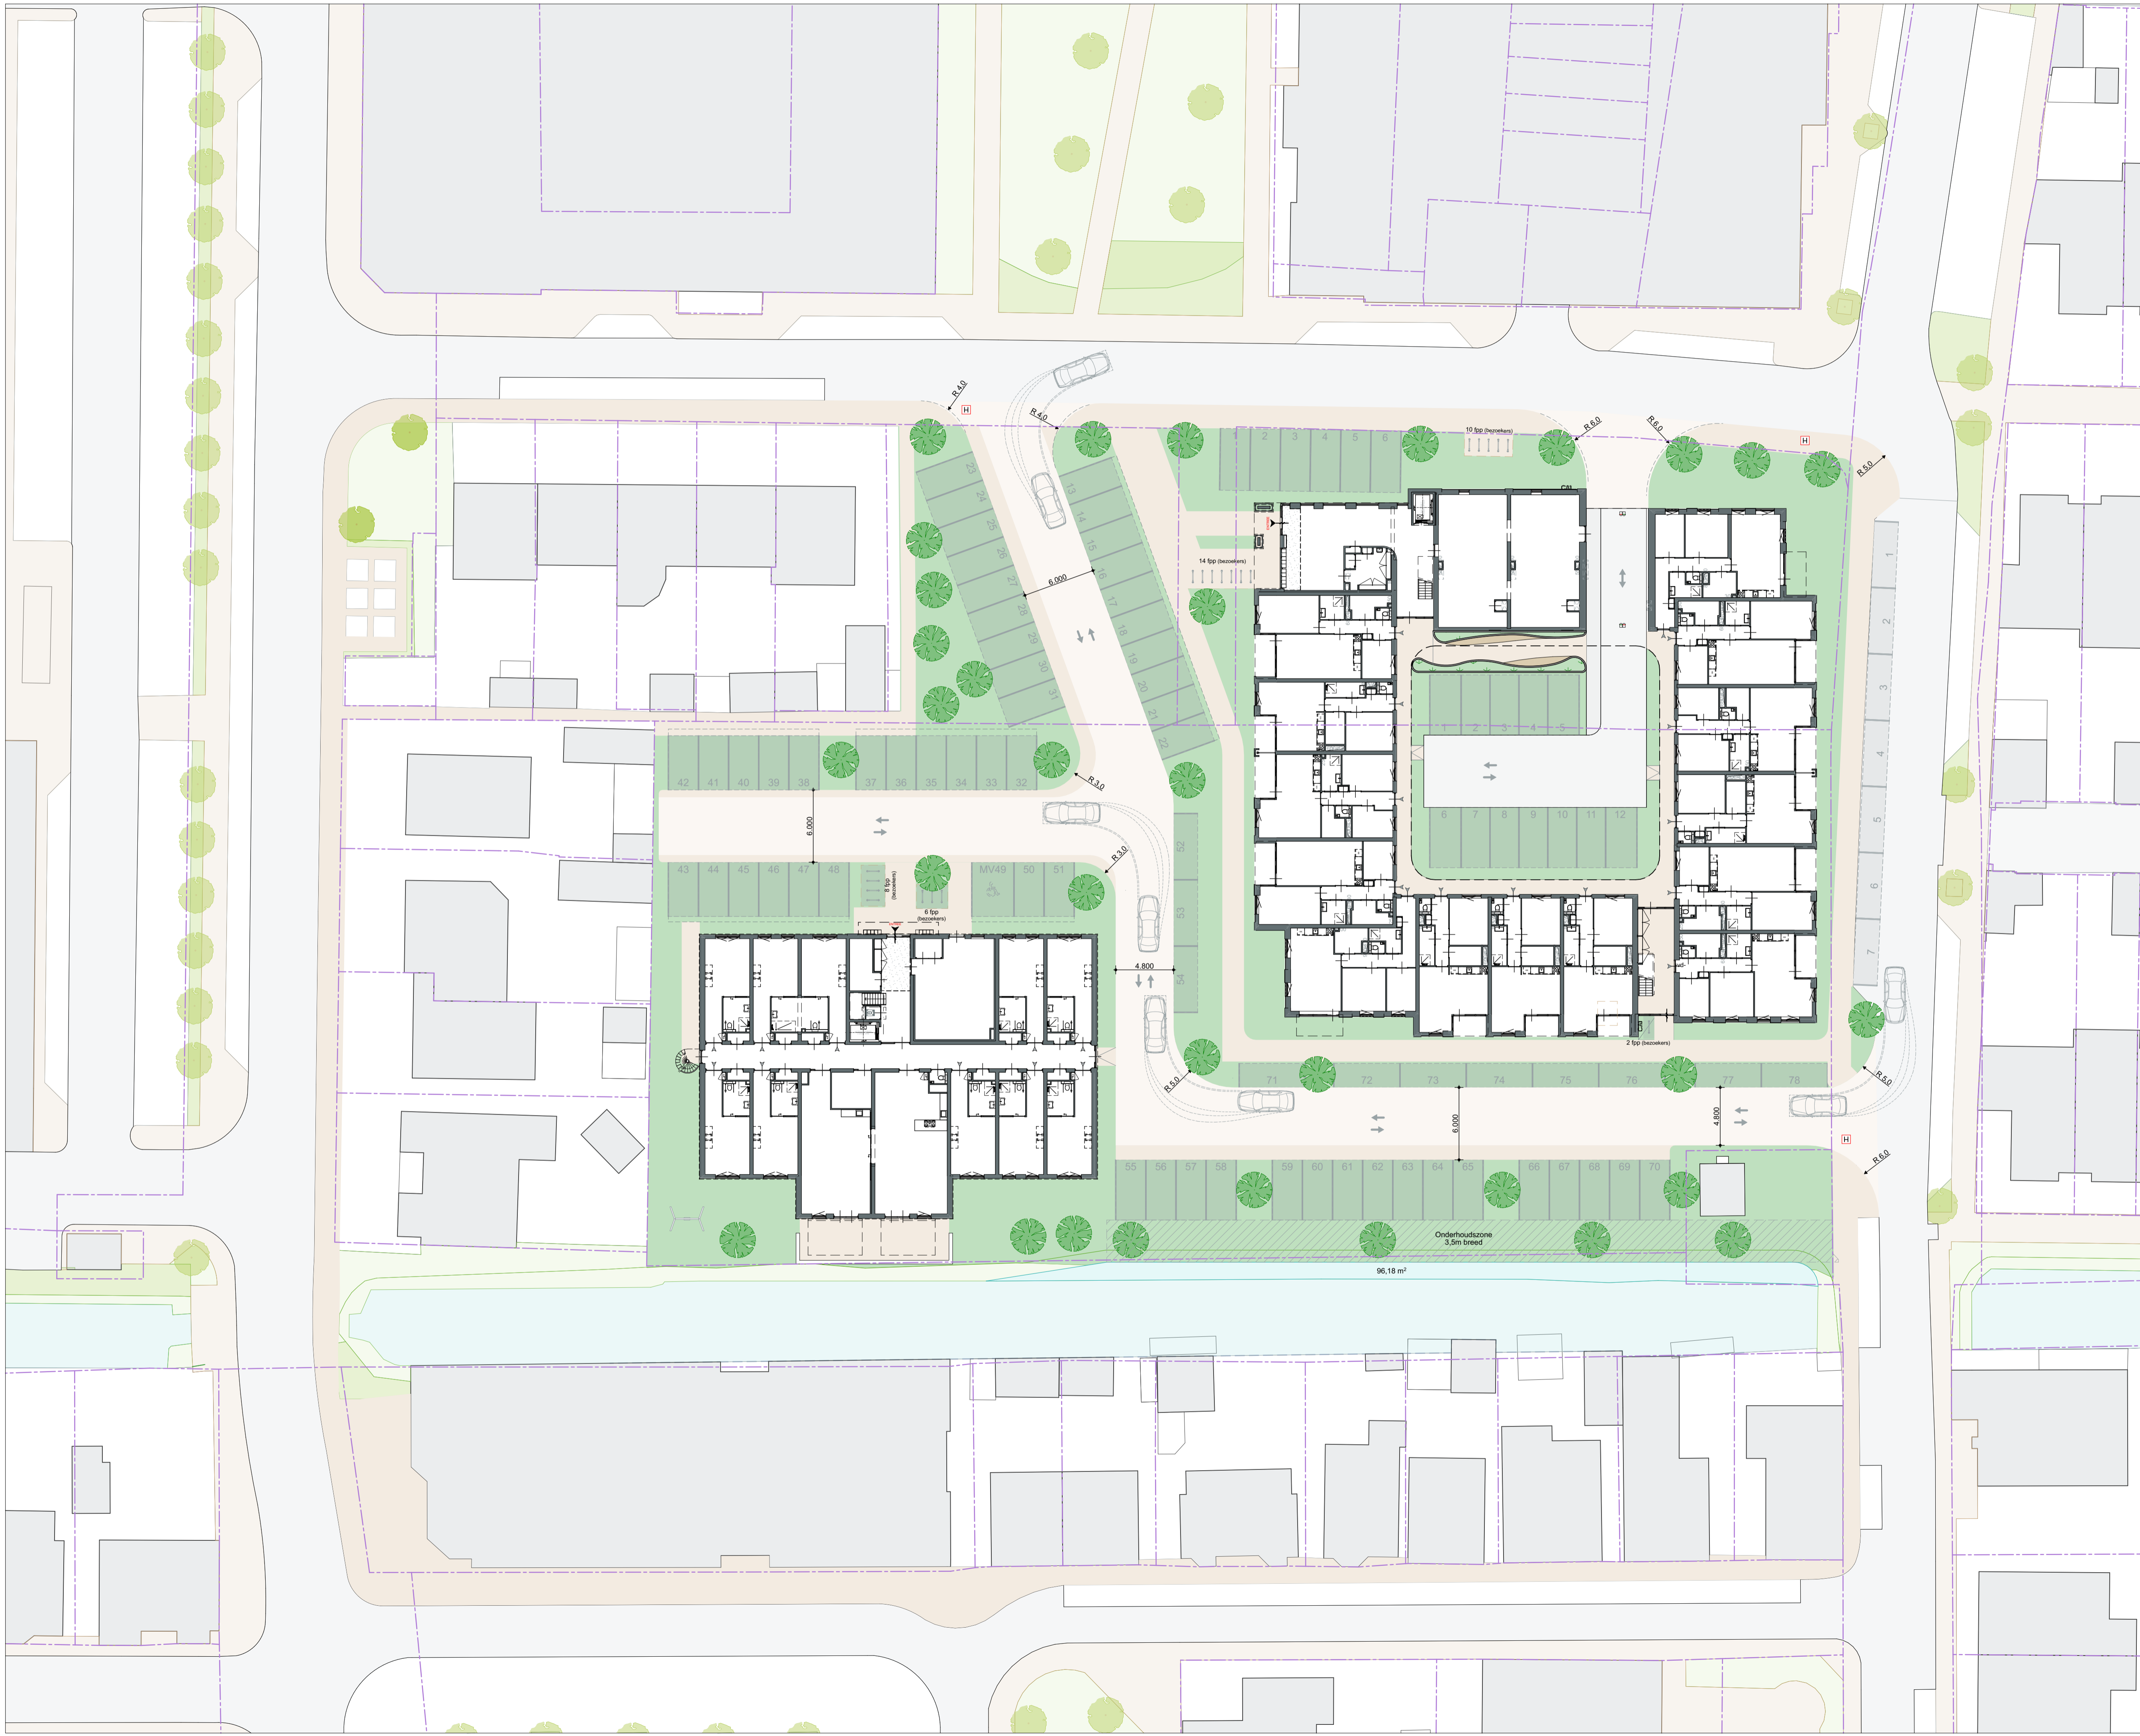 R 4.0
H
R 4.0
2 3 4 5 6
10 fpp (bezoekers)
R 6.0
R 6.0
H
R 5.0
23
24
25
26
27
28
29
30
31
13
14
15
16
17
18
19
20
21
22
6.000
14 fpp (bezoekers)
1
2
3
4
5
6
7
1 2 3 4 5
6 7 8 9 10 11 12
42 41 40 39 38 37 36 35 34 33 32
R 3.0
6.000
R 3.0
43 44 45 46 47 48
8 fpp
(bezoekers)
6 fpp
(bezoekers)
MV49 50 51
52
53
54
4.800
2 fpp (bezoekers)
R 5.0
71 72 73 74 75 76 77 78
R 5.0
6.000
4.800
H
R 6.0
55 56 57 58 59 60 61 62 63 64 65 66 67 68 69 70
Onderhoudszone
3,5m breed
96,18 m²